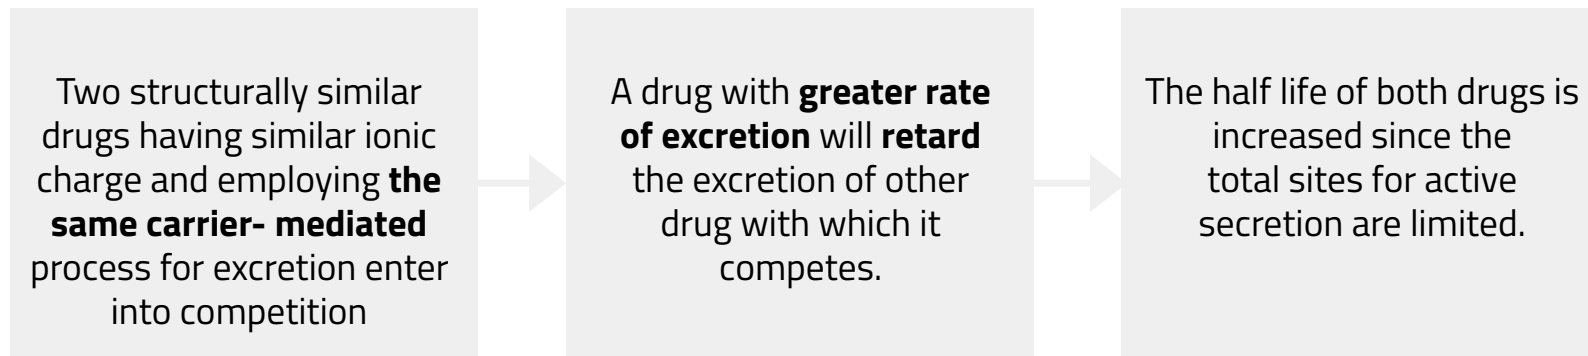 Two structurally similar
drugs having similar ionic
charge and employing the
same carrier- mediated
process for excretion enter
into competition
A drug with greater rate
of excretion will retard
the excretion of other
drug with which it
competes.
The half life of both drugs is
increased since the
total sites for active
secretion are limited.